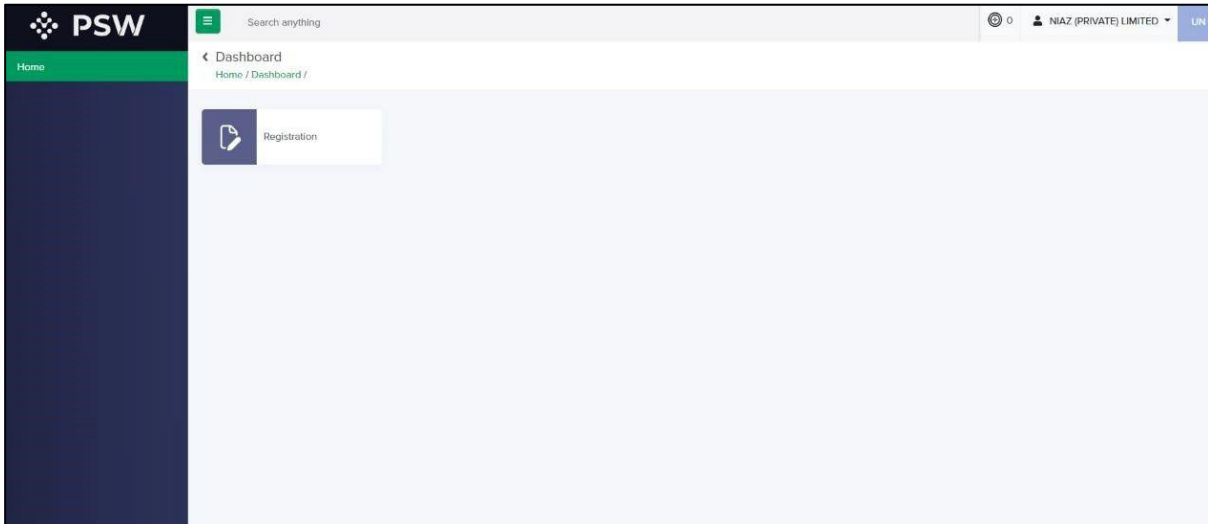 PSW
Search anything
0
NIAZ (PRIVATE) LIMITED
UN
Home
Dashboard
Home / Dashboard /
Registration